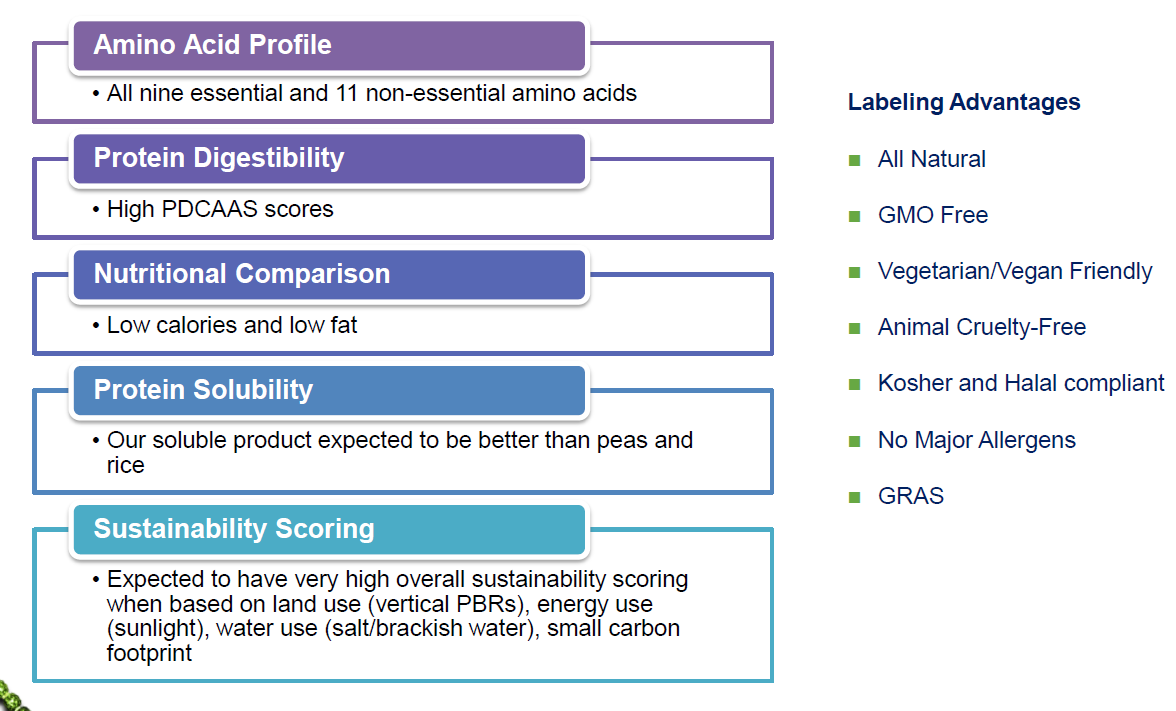 Amino Acid Profile
• All nine essential and 11 non-essential amino acids
Protein Digestibility
• High PDCAAS scores
Nutritional Comparison
• Low calories and low fat
Protein Solubility
• Our soluble product expected to be better than peas and
rice
Sustainability Scoring
• Expected to have very high overall sustainability scoring
when based on land use (vertical PBRs), energy use
(sunlight), water use (salt/brackish water), small carbon
footprint
Labeling Advantages
■ All Natural
■ GMO Free
■ Vegetarian/Vegan Friendly
■ Animal Cruelty-Free
■ Kosher and Halal compliant
■ No Major Allergens
■ GRAS